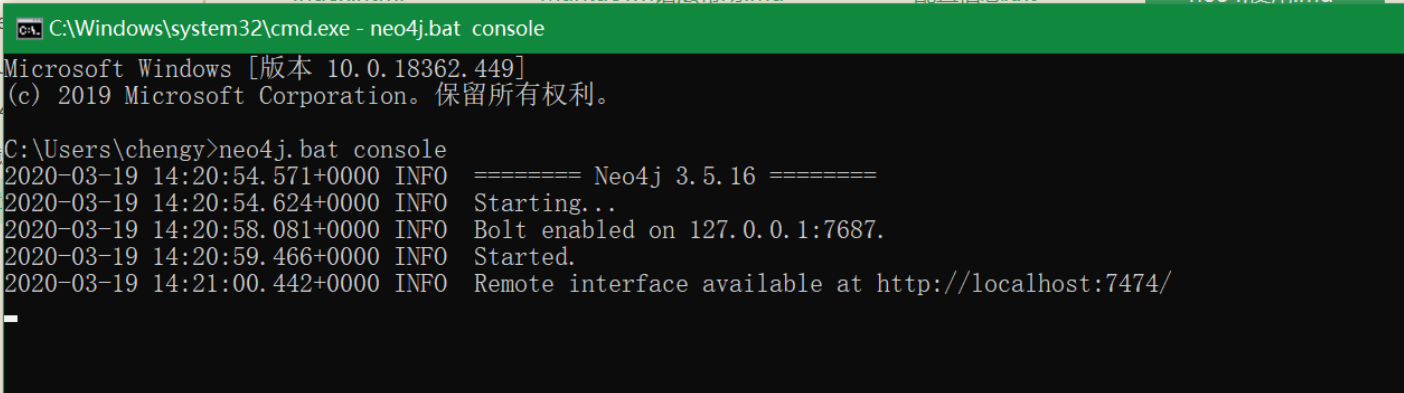 C:\Windows\system32\cmd.exe - neo4j.bat  console
Microsoft Windows [版本 10.0.18362.449]
(c) 2019 Microsoft Corporation。保留所有权利。
C:\Users\chengy>neo4j.bat console
2020-03-19 14:20:54.571+0000 INFO  ======== Neo4j 3.5.16 ========
2020-03-19 14:20:54.624+0000 INFO  Starting...
2020-03-19 14:20:58.081+0000 INFO  Bolt enabled on 127.0.0.1:7687.
2020-03-19 14:20:59.466+0000 INFO  Started.
2020-03-19 14:21:00.442+0000 INFO  Remote interface available at http://localhost:7474/